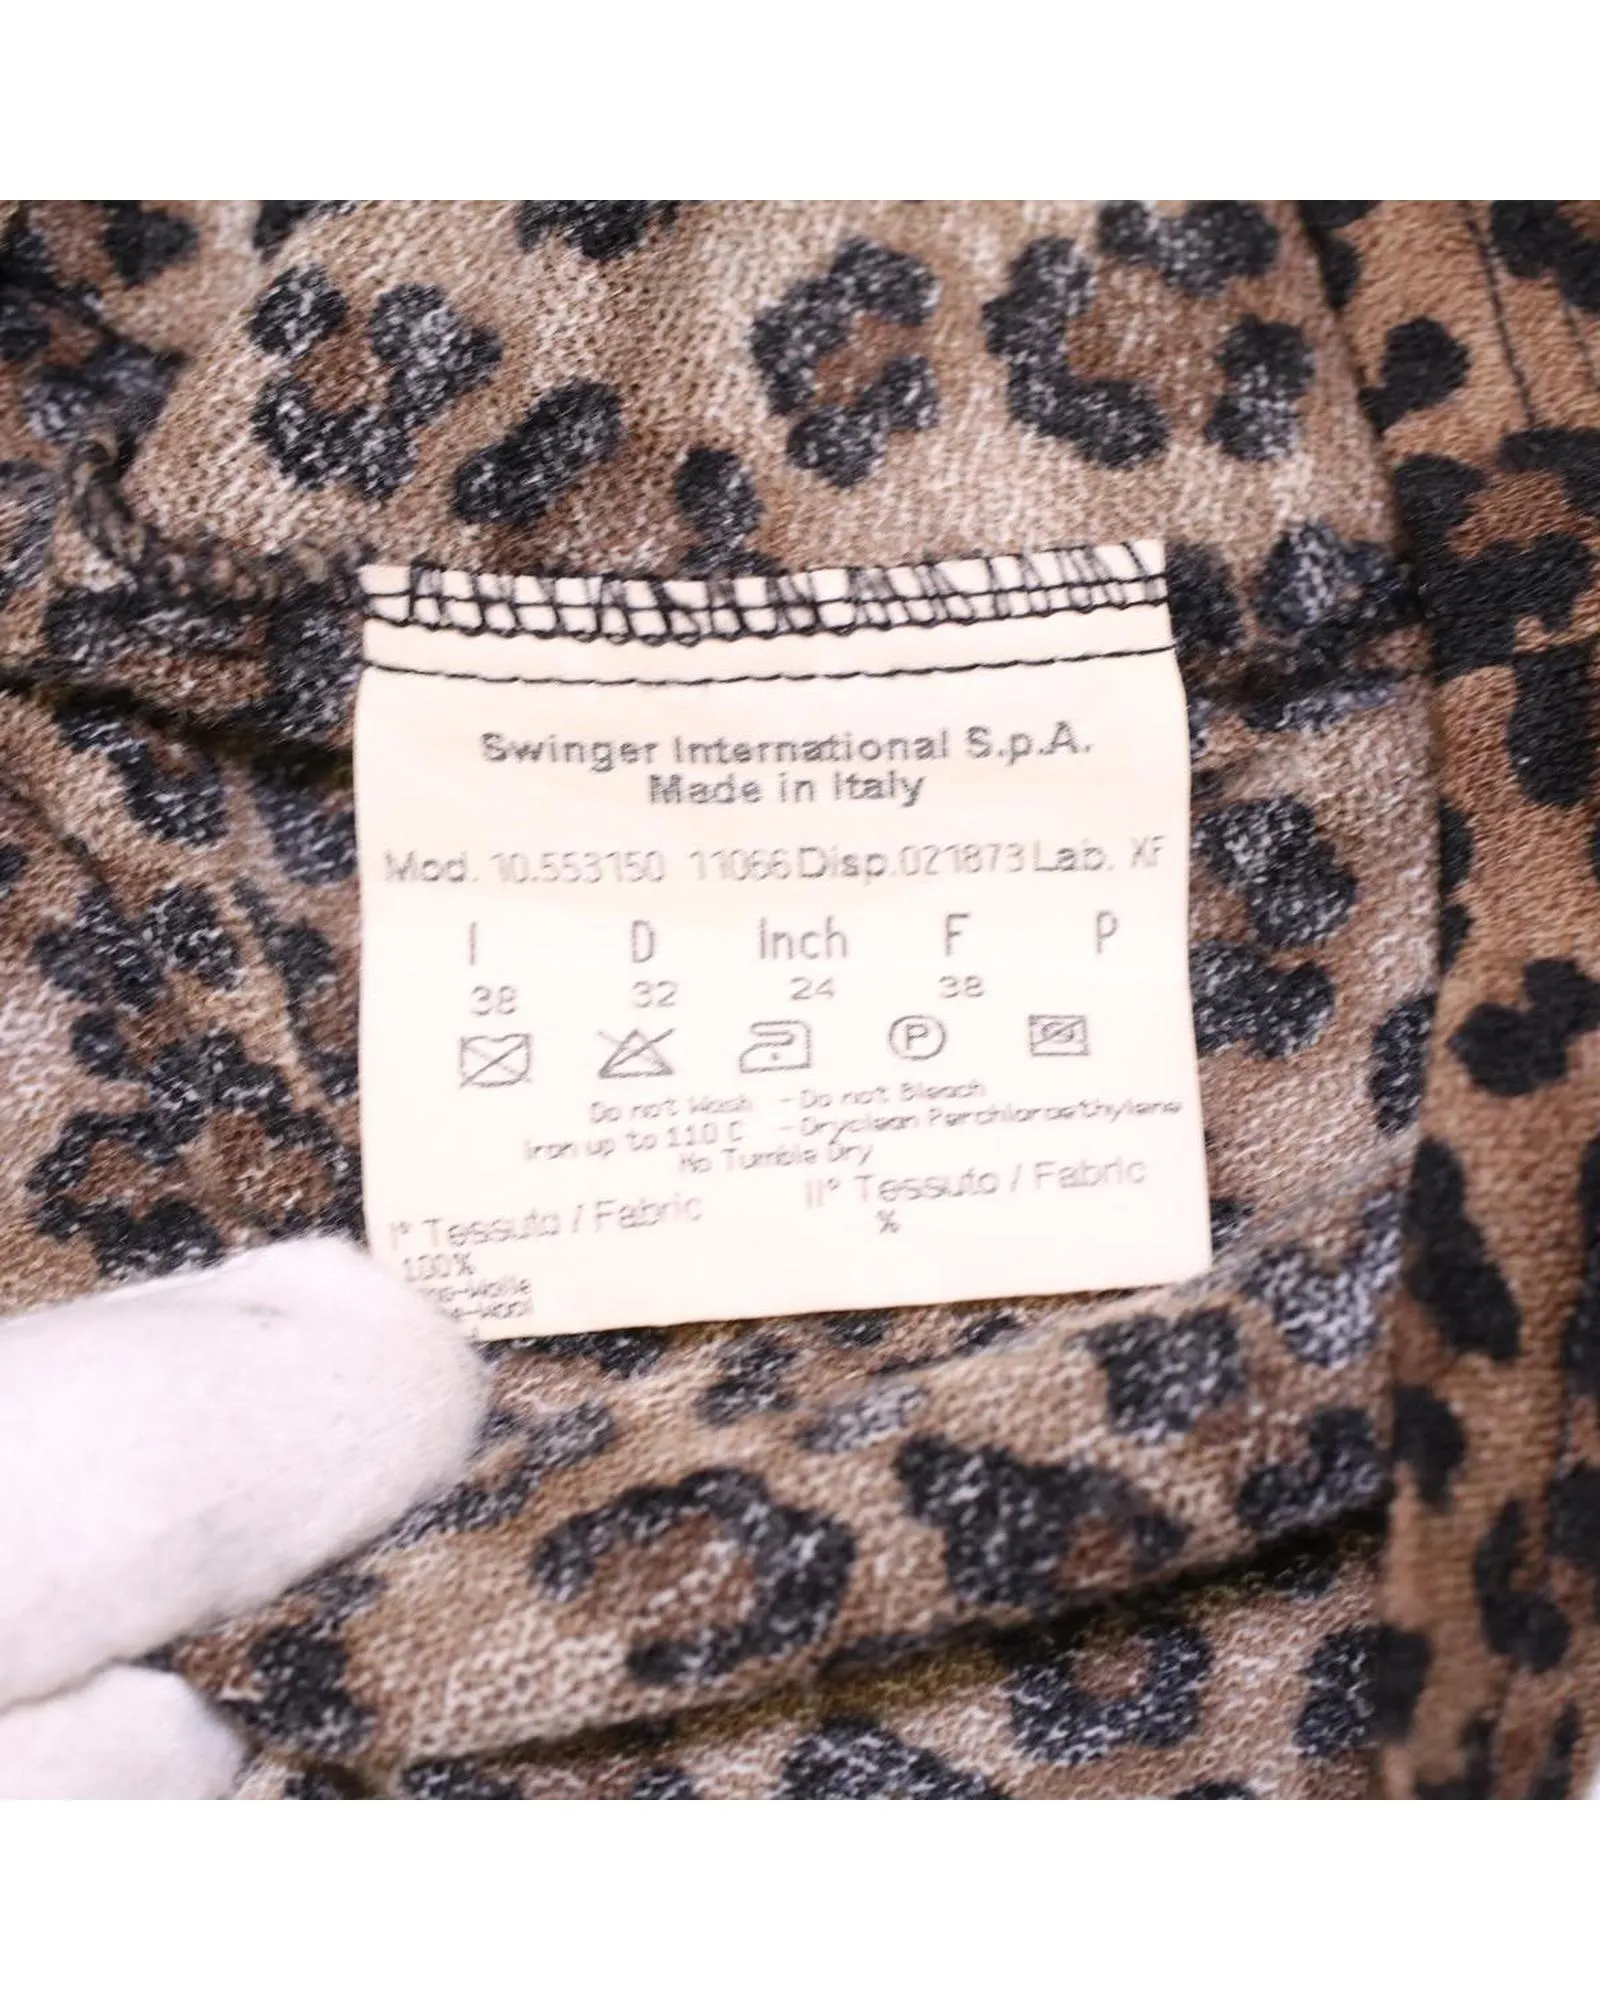 Swinger International S.p.A.
Made in Italy
Mod. 10.553150 11066 Disp.021873 Lab. XF
I D Inch F P
38 32 24 38
P
Do not Wash - Do not Bleach
Iron up to 110 C - Dryclean Perchloroethylene
No Tumble Dry
I° Tessuto / Fabric II° Tessuto / Fabric
100% %
-Wolle
-Wool